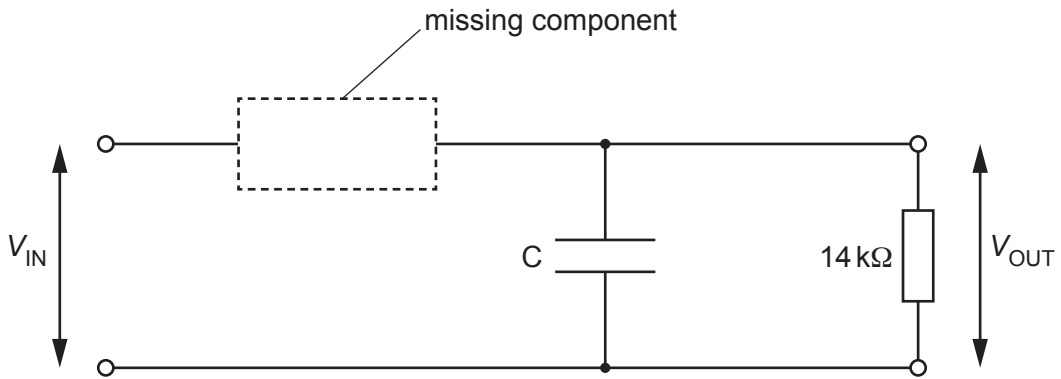 missing component
V_IN
C
14 kΩ
V_OUT